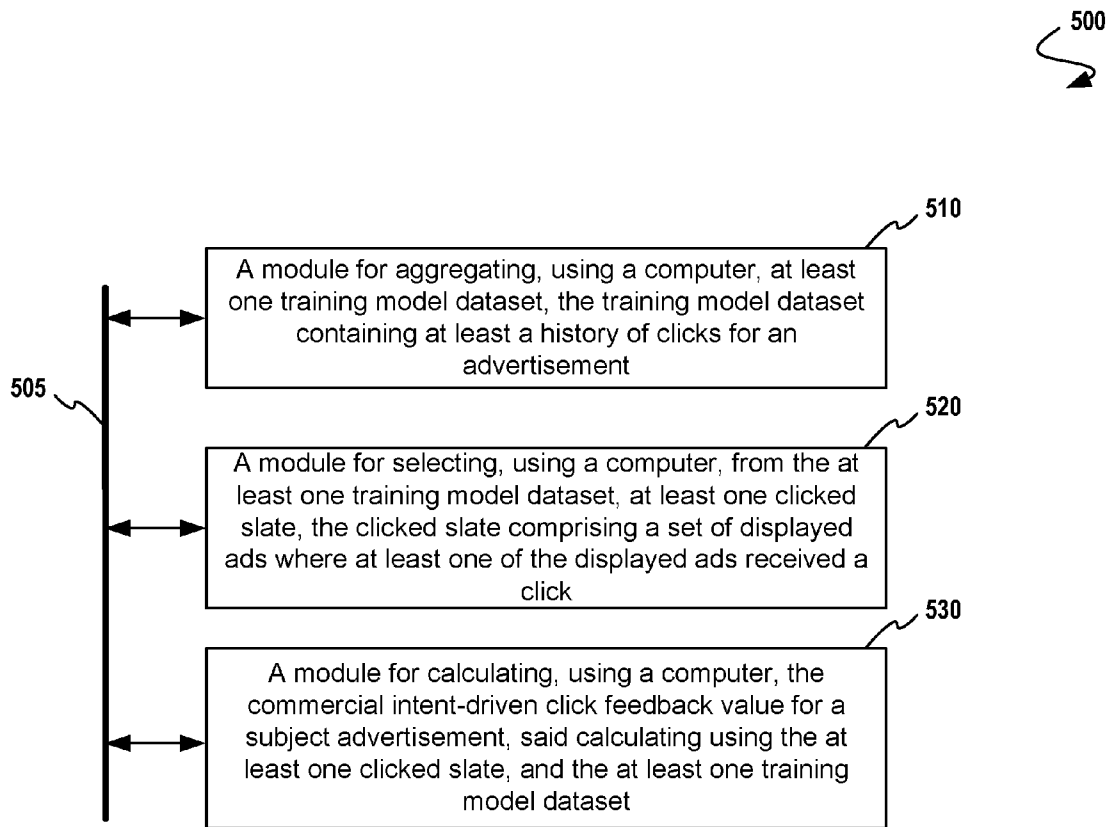 500
510
A module for aggregating, using a computer, at least
one training model dataset, the training model dataset
containing at least a history of clicks for an
advertisement
505
520
A module for selecting, using a computer, from the at
least one training model dataset, at least one clicked
slate, the clicked slate comprising a set of displayed
ads where at least one of the displayed ads received a
click
530
A module for calculating, using a computer, the
commercial intent-driven click feedback value for a
subject advertisement, said calculating using the at
least one clicked slate, and the at least one training
model dataset